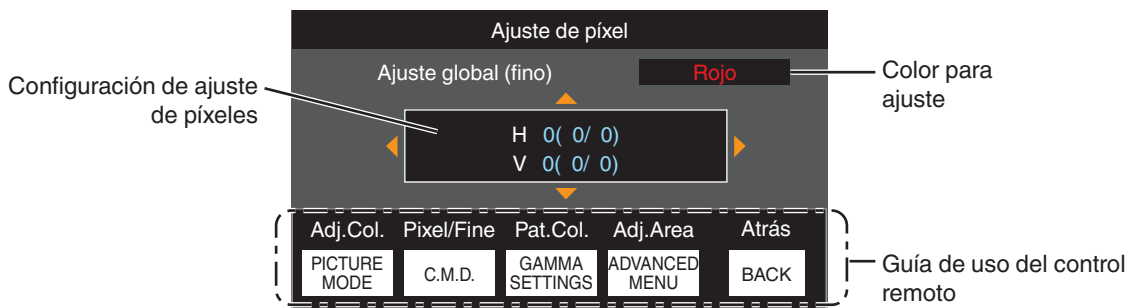 Ajuste de píxel
Ajuste global (fino) Rojo
Configuración de ajuste
de píxeles
Color para
ajuste
H 0( 0/ 0)
V 0( 0/ 0)
Adj.Col. Pixel/Fine Pat.Col. Adj.Area Atrás
PICTURE
MODE
C.M.D.
GAMMA
SETTINGS
ADVANCED
MENU
BACK
Guía de uso del control
remoto